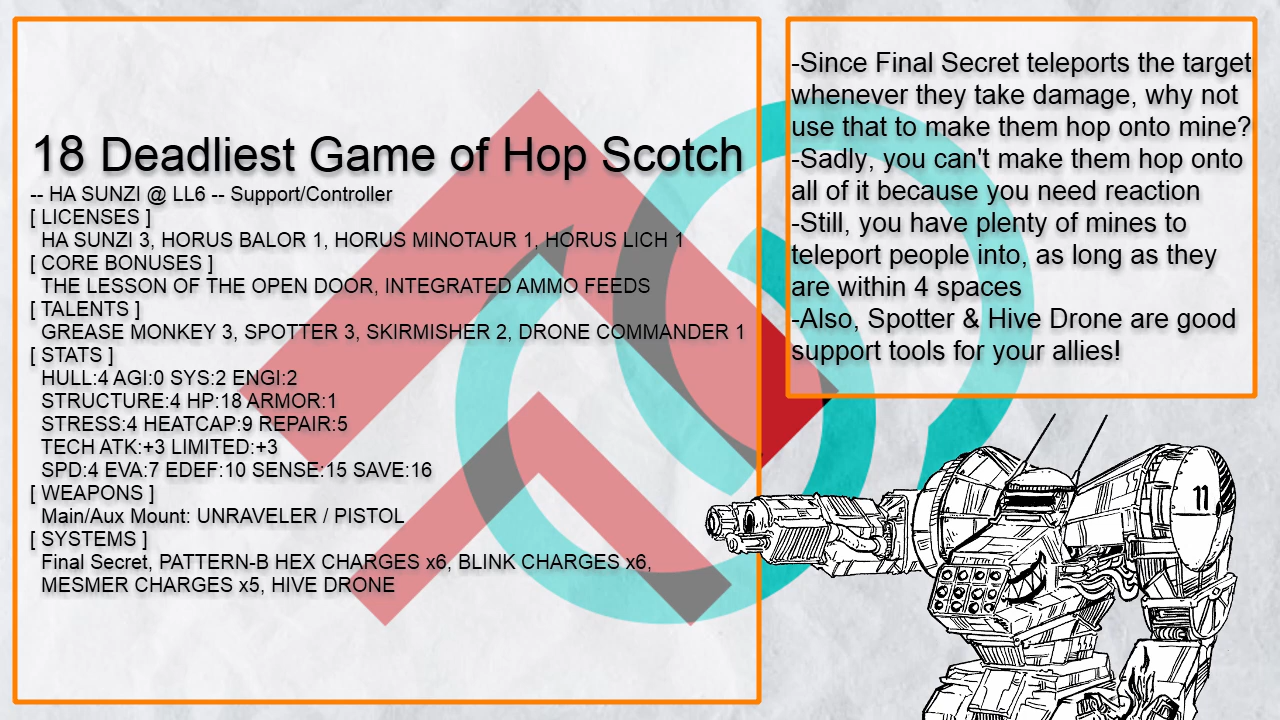 18 Deadliest Game of Hop Scotch
-- HA SUNZI @ LL6 -- Support/Controller
[ LICENSES ]
HA SUNZI 3, HORUS BALOR 1, HORUS MINOTAUR 1, HORUS LICH 1
[ CORE BONUSES ]
THE LESSON OF THE OPEN DOOR, INTEGRATED AMMO FEEDS
[ TALENTS ]
GREASE MONKEY 3, SPOTTER 3, SKIRMISHER 2, DRONE COMMANDER 1
[ STATS ]
HULL:4 AGI:0 SYS:2 ENGI:2
STRUCTURE:4 HP:18 ARMOR:1
STRESS:4 HEATCAP:9 REPAIR:5
TECH ATK:+3 LIMITED:+3
SPD:4 EVA:7 EDEF:10 SENSE:15 SAVE:16
[ WEAPONS ]
Main/Aux Mount: UNRAVELER / PISTOL
[ SYSTEMS ]
Final Secret, PATTERN-B HEX CHARGES x6, BLINK CHARGES x6,
MESMER CHARGES x5, HIVE DRONE
-Since Final Secret teleports the target
whenever they take damage, why not
use that to make them hop onto mine?
-Sadly, you can't make them hop onto
all of it because you need reaction
-Still, you have plenty of mines to
teleport people into, as long as they
are within 4 spaces
-Also, Spotter & Hive Drone are good
support tools for your allies!
11